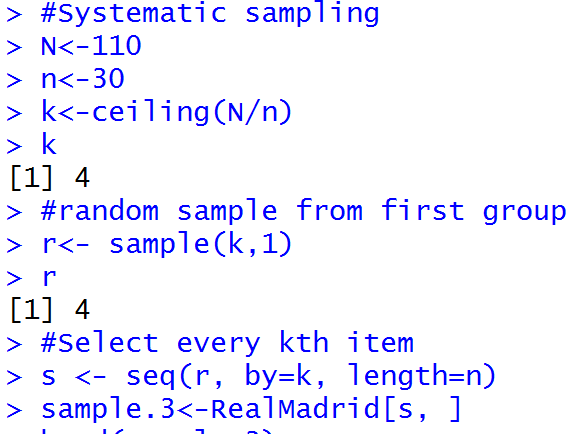 > #Systematic sampling
> N<-110
> n<-30
> k<-ceiling(N/n)
> k
[1] 4
> #random sample from first group
> r<- sample(k,1)
> r
[1] 4
> #Select every kth item
> s <- seq(r, by=k, length=n)
> sample.3<-RealMadrid[s, ]